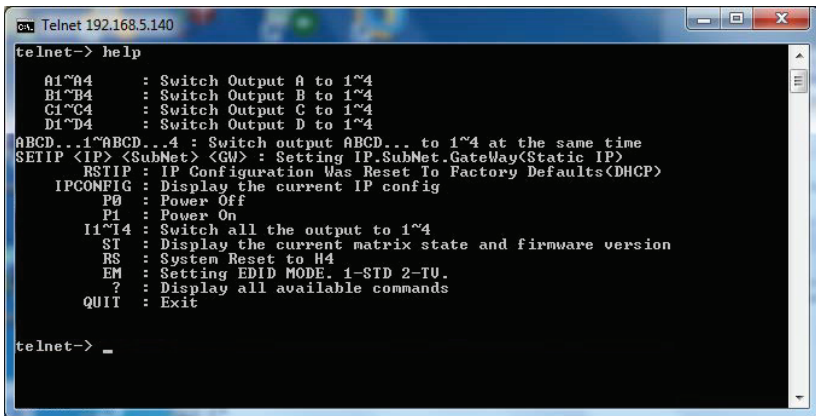 Telnet 192.168.5.140
telnet-> help
A1~A4 : Switch Output A to 1~4
B1~B4 : Switch Output B to 1~4
C1~C4 : Switch Output C to 1~4
D1~D4 : Switch Output D to 1~4
ABCD...1~ABCD...4 : Switch output ABCD... to 1~4 at the same time
SETIP <IP> <SubNet> <GW> : Setting IP.SubNet.GateWay(Static IP)
RSTIP : IP Configuration Was Reset To Factory Defaults(DHCP)
IPCONFIG : Display the current IP config
P0 : Power Off
P1 : Power On
I1~I4 : Switch all the output to 1~4
ST : Display the current matrix state and firmware version
RS : System Reset to H4
EM : Setting EDID MODE. 1-STD 2-TV.
? : Display all available commands
QUIT : Exit
telnet-> _